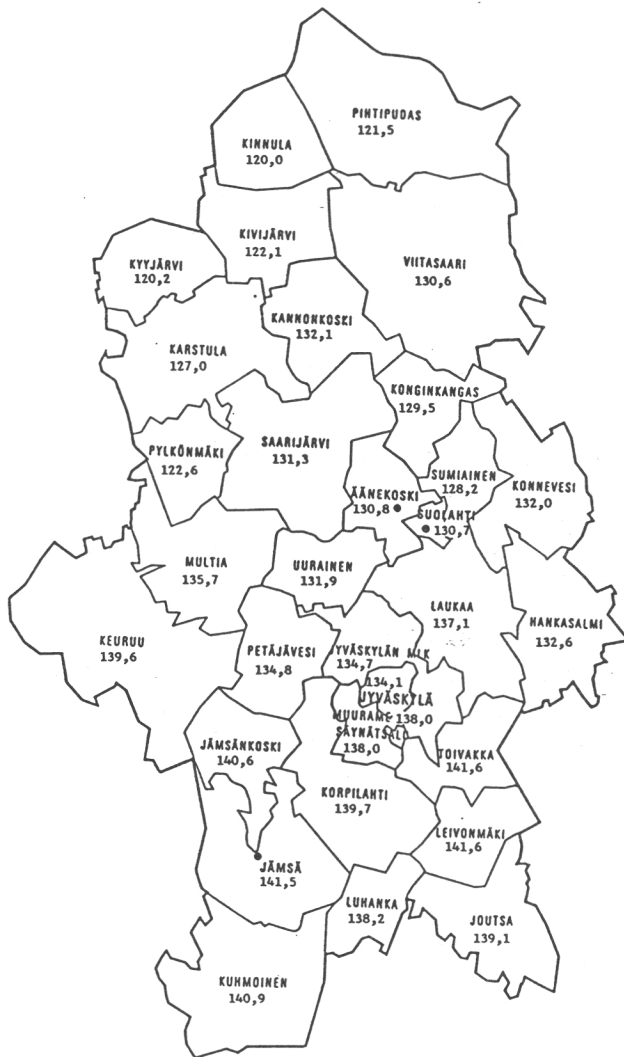 PIHTIPUDAS
121,5
KINNULA
120,0
KIVIJÄRVI
122,1
KYYJÄRVI
120,2
VIITASAARI
130,6
KANNONKOSKI
132,1
KARSTULA
127,0
KONGINKANGAS
129,5
SAARIJÄRVI
131,3
PYLKÖNMÄKI
122,6
SUMIAINEN
128,2
KONNEVESI
132,0
ÄÄNEKOSKI
130,8
SUOLAHTI
130,7
MULTIA
135,7
UURAINEN
131,9
LAUKAA
137,1
HANKASALMI
132,6
KEURUU
139,6
PETÄJÄVESI
134,8
JYVÄSKYLÄN MLK
134,7
134,1
JYVÄSKYLÄ
MUURAME
138,0
SÄYNÄTSALO
138,0
JÄMSÄNKOSKI
140,6
TOIVAKKA
141,6
KORPILAHTI
139,7
LEIVONMÄKI
141,6
JÄMSÄ
141,5
LUHANKA
138,2
JOUTSA
139,1
KUHMOINEN
140,9